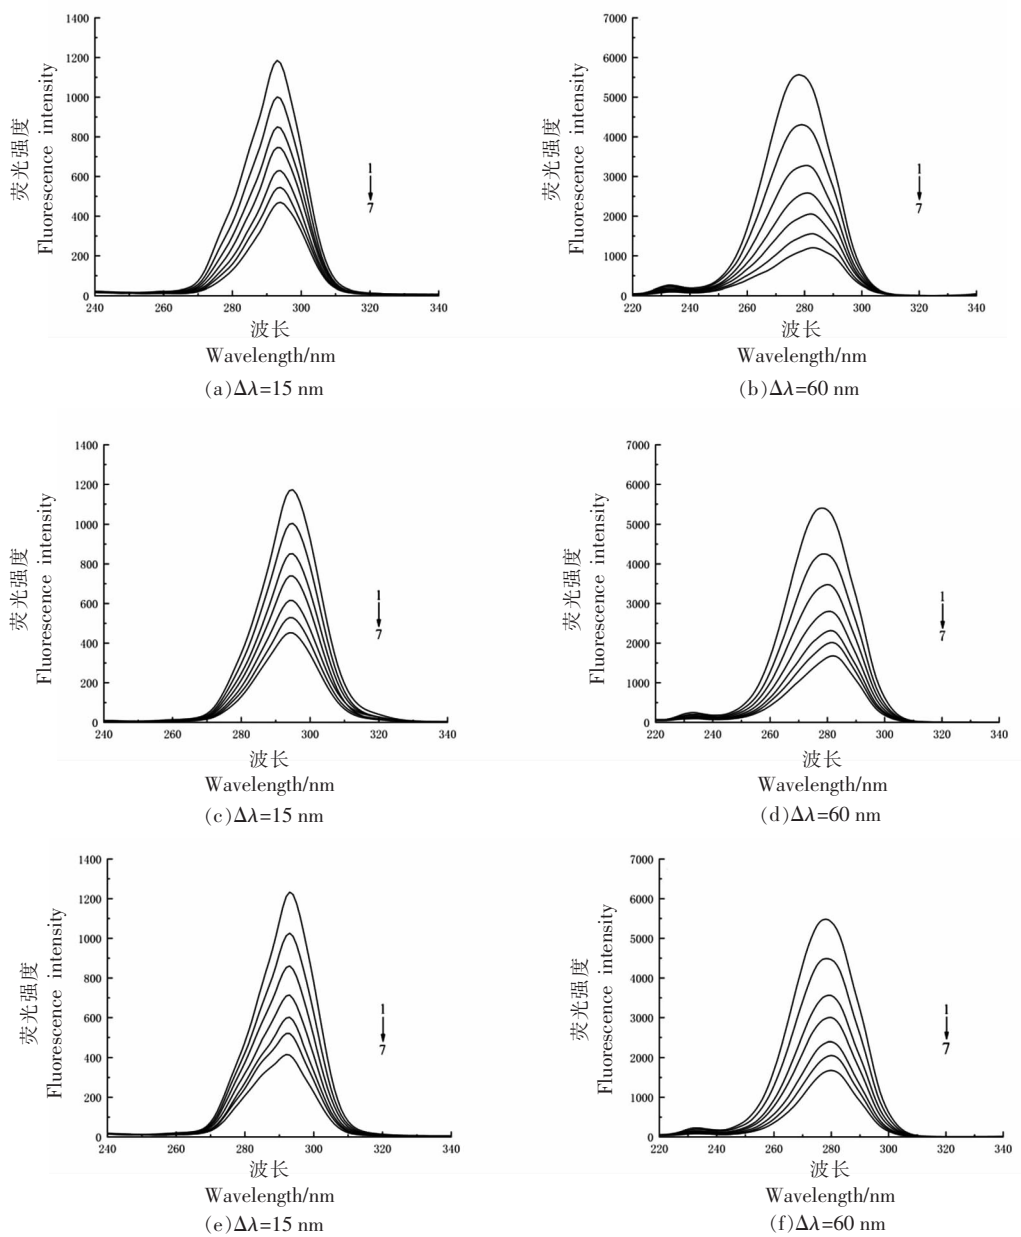 1400
1200
1000
800
600
400
200
0
荧光强度
Fluorescence intensity
1
7
240 260 280 300 320 340
波长
Wavelength/nm
(a)Δλ=15 nm
7000
6000
5000
4000
3000
2000
1000
0
荧光强度
Fluorescence intensity
1
7
220 240 260 280 300 320 340
波长
Wavelength/nm
(b)Δλ=60 nm
1400
1200
1000
800
600
400
200
0
荧光强度
Fluorescence intensity
1
7
240 260 280 300 320 340
波长
Wavelength/nm
(c)Δλ=15 nm
7000
6000
5000
4000
3000
2000
1000
0
荧光强度
Fluorescence intensity
1
7
220 240 260 280 300 320 340
波长
Wavelength/nm
(d)Δλ=60 nm
1400
1200
1000
800
600
400
200
0
荧光强度
Fluorescence intensity
1
7
240 260 280 300 320 340
波长
Wavelength/nm
(e)Δλ=15 nm
7000
6000
5000
4000
3000
2000
1000
0
荧光强度
Fluorescence intensity
1
7
220 240 260 280 300 320 340
波长
Wavelength/nm
(f)Δλ=60 nm